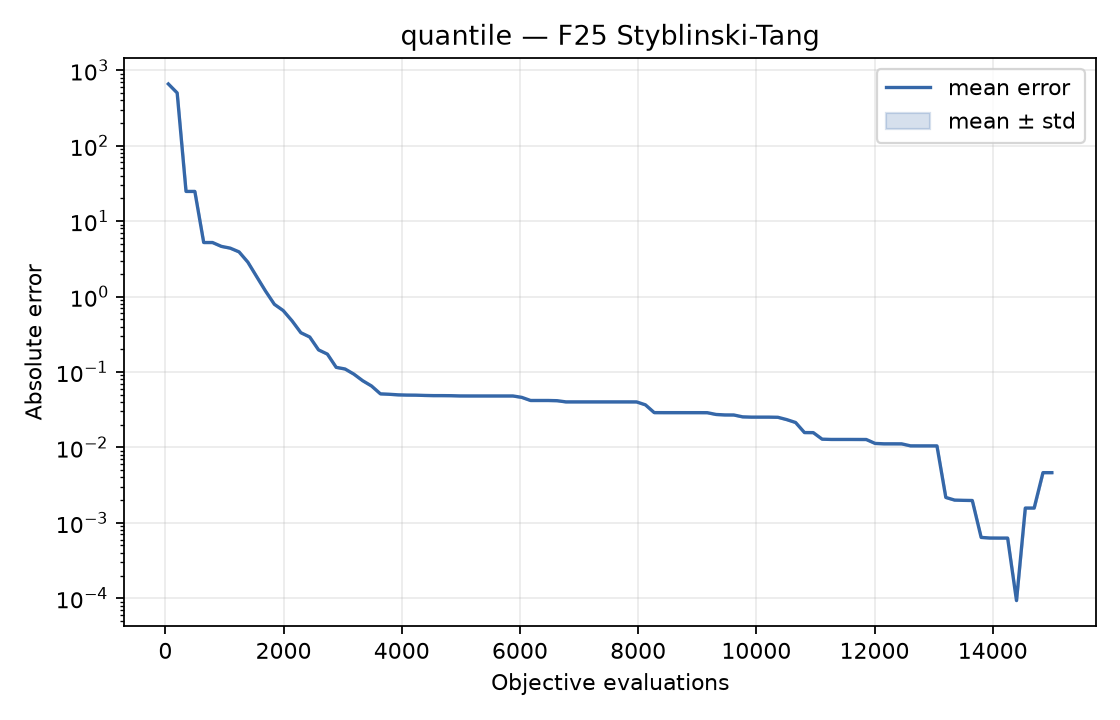 quantile — F25 Styblinski-Tang
mean error
mean ± std
Absolute error
10³
10²
10¹
10⁰
10⁻¹
10⁻²
10⁻³
10⁻⁴
0 2000 4000 6000 8000 10000 12000 14000
Objective evaluations